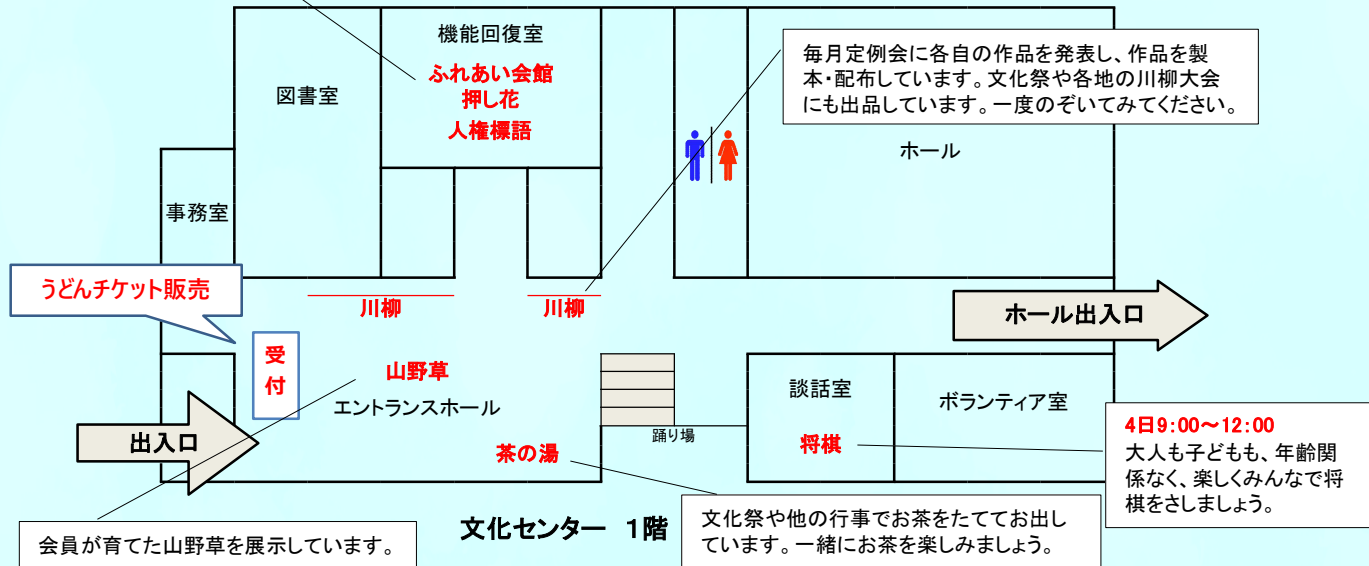 機能回復室
ふれあい会館
押し花
人権標語
図書室
毎月定例会に各自の作品を発表し、作品を製
本・配布しています。文化祭や各地の川柳大会
にも出品しています。一度のぞいてみてください。
ホール
事務室
うどんチケット販売
川柳
川柳
ホール出入口
受
付
山野草
エントランスホール
談話室
ボランティア室
出入口
踊り場
将棋
茶の湯
4日9:00～12:00
大人も子どもも、年齢関
係なく、楽しくみんなで将
棋をさしましょう。
会員が育てた山野草を展示しています。
文化センター 1階
文化祭や他の行事でお茶をたててお出し
ています。一緒にお茶を楽しみましょう。